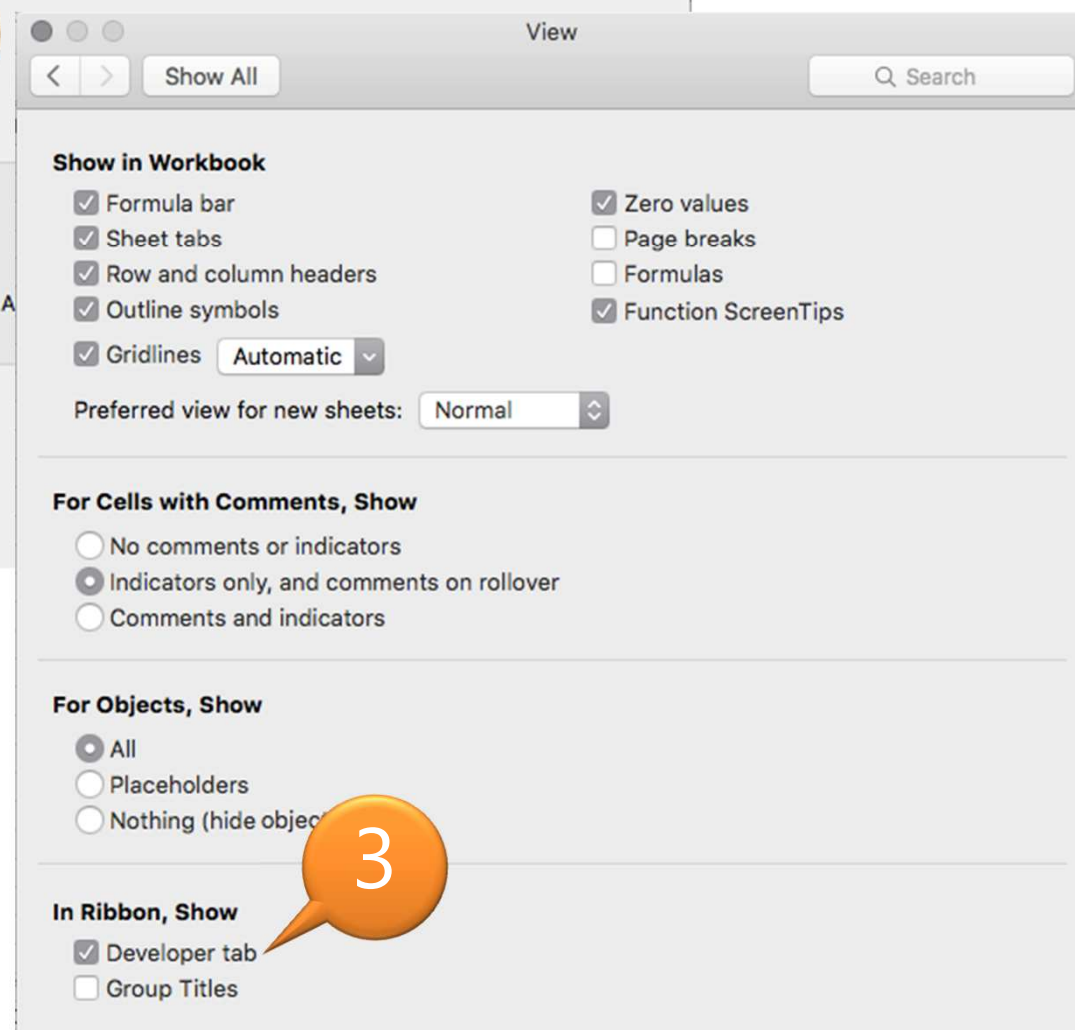 View
Show All
Search
Show in Workbook
Formula bar
Zero values
Sheet tabs
Page breaks
Row and column headers
Formulas
Outline symbols
Function ScreenTips
Gridlines Automatic
Preferred view for new sheets: Normal
For Cells with Comments, Show
No comments or indicators
Indicators only, and comments on rollover
Comments and indicators
For Objects, Show
All
Placeholders
Nothing (hide objec
3
In Ribbon, Show
Developer tab
Group Titles
A